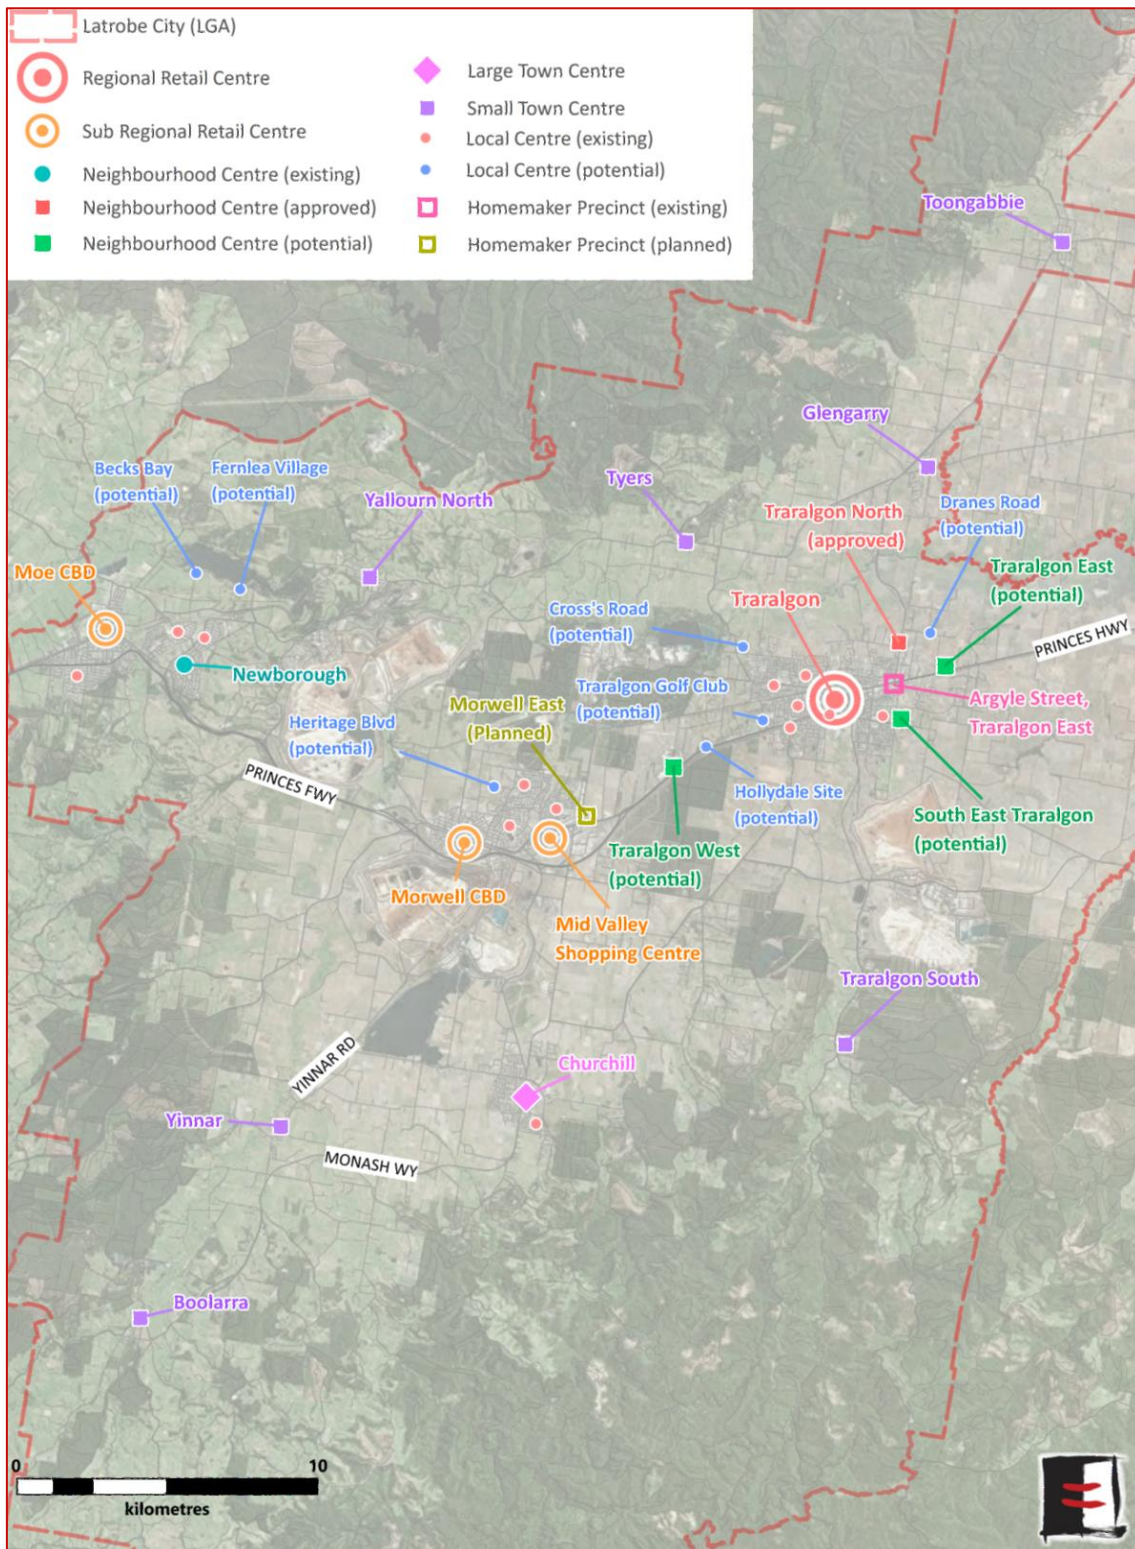 Latrobe City (LGA)
Regional Retail Centre
Sub Regional Retail Centre
Neighbourhood Centre (existing)
Neighbourhood Centre (approved)
Neighbourhood Centre (potential)
Large Town Centre
Small Town Centre
Local Centre (existing)
Local Centre (potential)
Homemaker Precinct (existing)
Homemaker Precinct (planned)
Toongabbie
Glengarry
Becks Bay
(potential)
Fernlea Village
(potential)
Yallourn North
Tyers
Traralgon North
(approved)
Dranes Road
(potential)
Moe CBD
Traralgon East
(potential)
Traralgon
Cross's Road
(potential)
PRINCES HWY
Newborough
Traralgon Golf Club
(potential)
Argyle Street,
Traralgon East
Morwell East
(Planned)
Heritage Blvd
(potential)
PRINCES FWY
Hollydale Site
(potential)
South East Traralgon
(potential)
Traralgon West
(potential)
Morwell CBD
Mid Valley
Shopping Centre
Traralgon South
YINNAR RD
Churchill
Yinnar
MONASH WY
Boolarra
0 10
kilometres